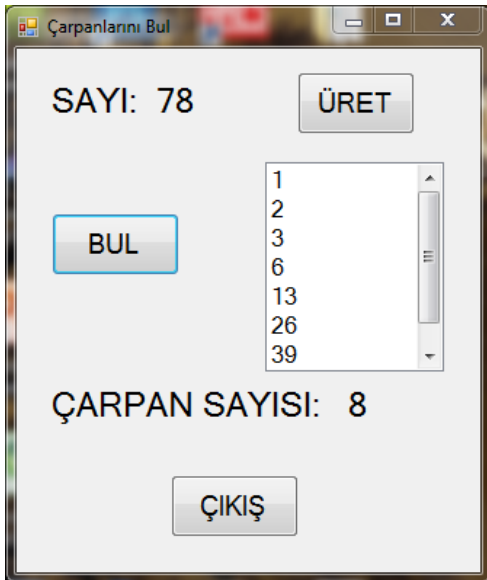 Çarpanlarını Bul
SAYI: 78
ÜRET
BUL
1
2
3
6
13
26
39
ÇARPAN SAYISI: 8
ÇIKIŞ